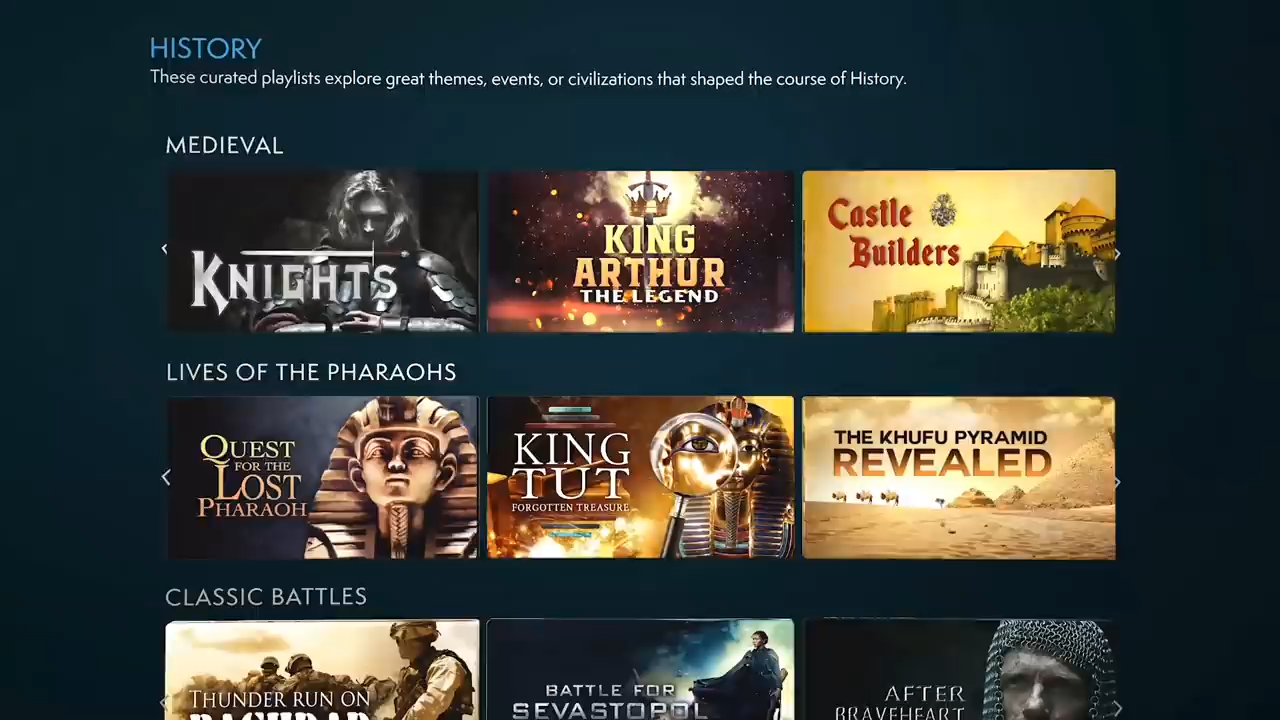 HISTORY
These curated playlists explore great themes, events, or civilizations that shaped the course of History.
MEDIEVAL
KNIGHTS
KING
ARTHUR
THE LEGEND
Castle
Builders
LIVES OF THE PHARAOHS
QUEST
FOR THE
LOST
PHARAOH
KING
TUT
FORGOTTEN TREASURE
THE KHUFU PYRAMID
REVEALED
CLASSIC BATTLES
THUNDER RUN ON
BAGHDAD
BATTLE FOR
SEVASTOPOL
AFTER
BRAVEHEART